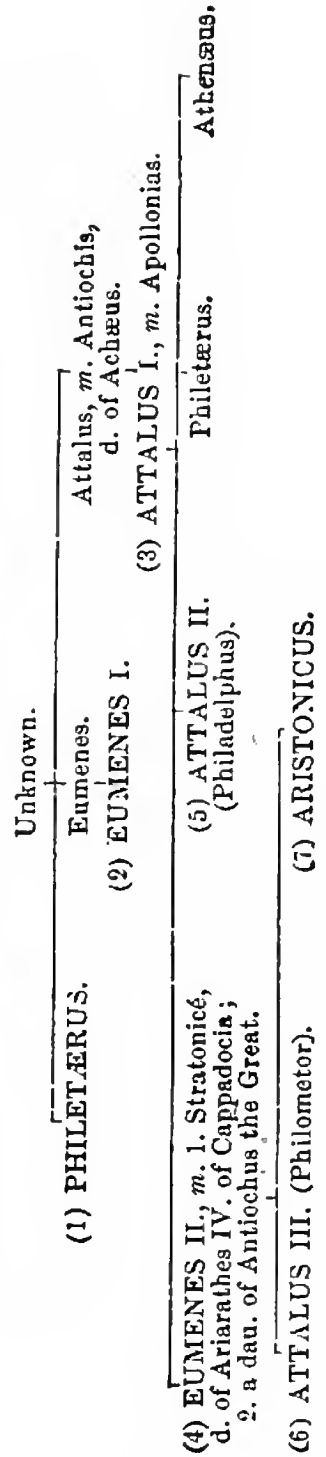 Unknown.
(1) PHILETÆRUS.
Eumenes.
Attalus, m. Antiochis,
d. of Achæus.
(2) EUMENES I.
(3) ATTALUS I., m. Apollonias.
(4) EUMENES II., m. 1. Stratonicé,
d. of Ariarathes IV. of Cappadocia;
2. a dau. of Antiochus the Great.
(5) ATTALUS II.
(Philadelphus).
Philetærus.
Athenæus.
(6) ATTALUS III. (Philometor).
(7) ARISTONICUS.